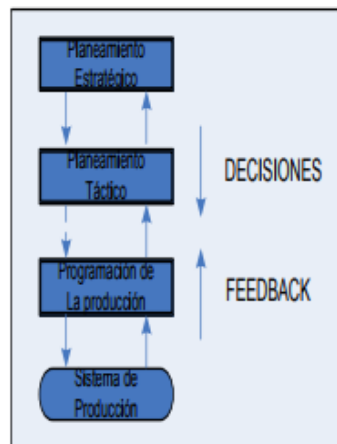 Planeamiento
Estratégico
Planeamiento
Táctico
DECISIONES
Programación de
La producción
FEEDBACK
Sistema de
Producción